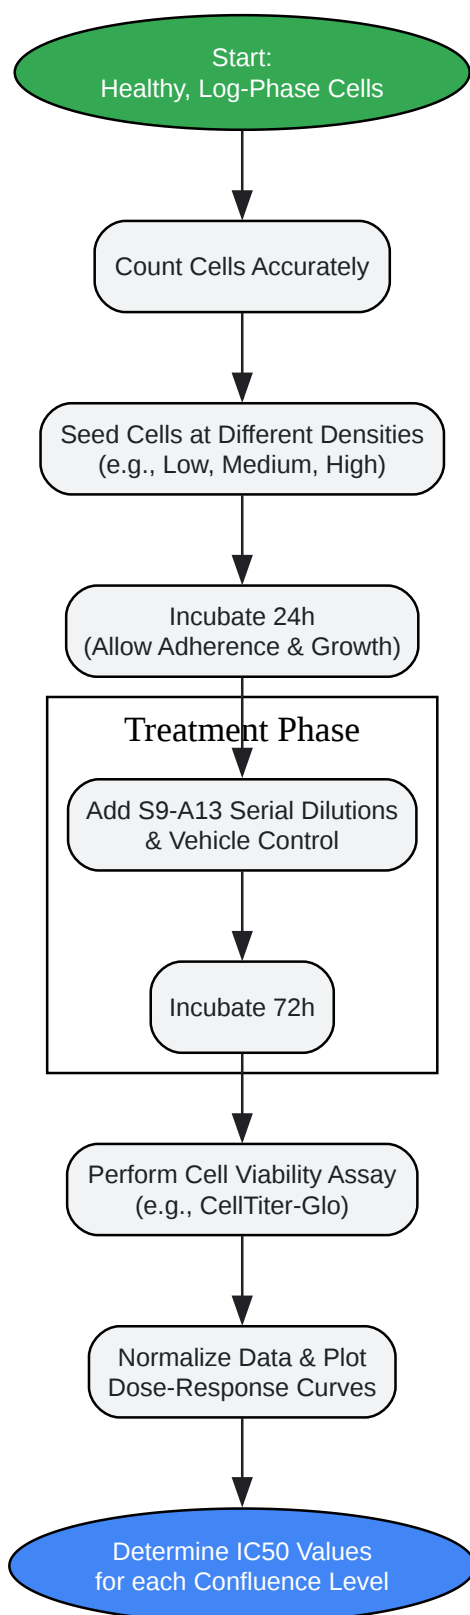 Start:
Healthy, Log-Phase Cells
Count Cells Accurately
Seed Cells at Different Densities
(e.g., Low, Medium, High)
Incubate 24h
(Allow Adherence & Growth)
Treatment Phase
Add S9-A13 Serial Dilutions
& Vehicle Control
Incubate 72h
Perform Cell Viability Assay
(e.g., CellTiter-Glo)
Normalize Data & Plot
Dose-Response Curves
Determine IC50 Values
for each Confluence Level